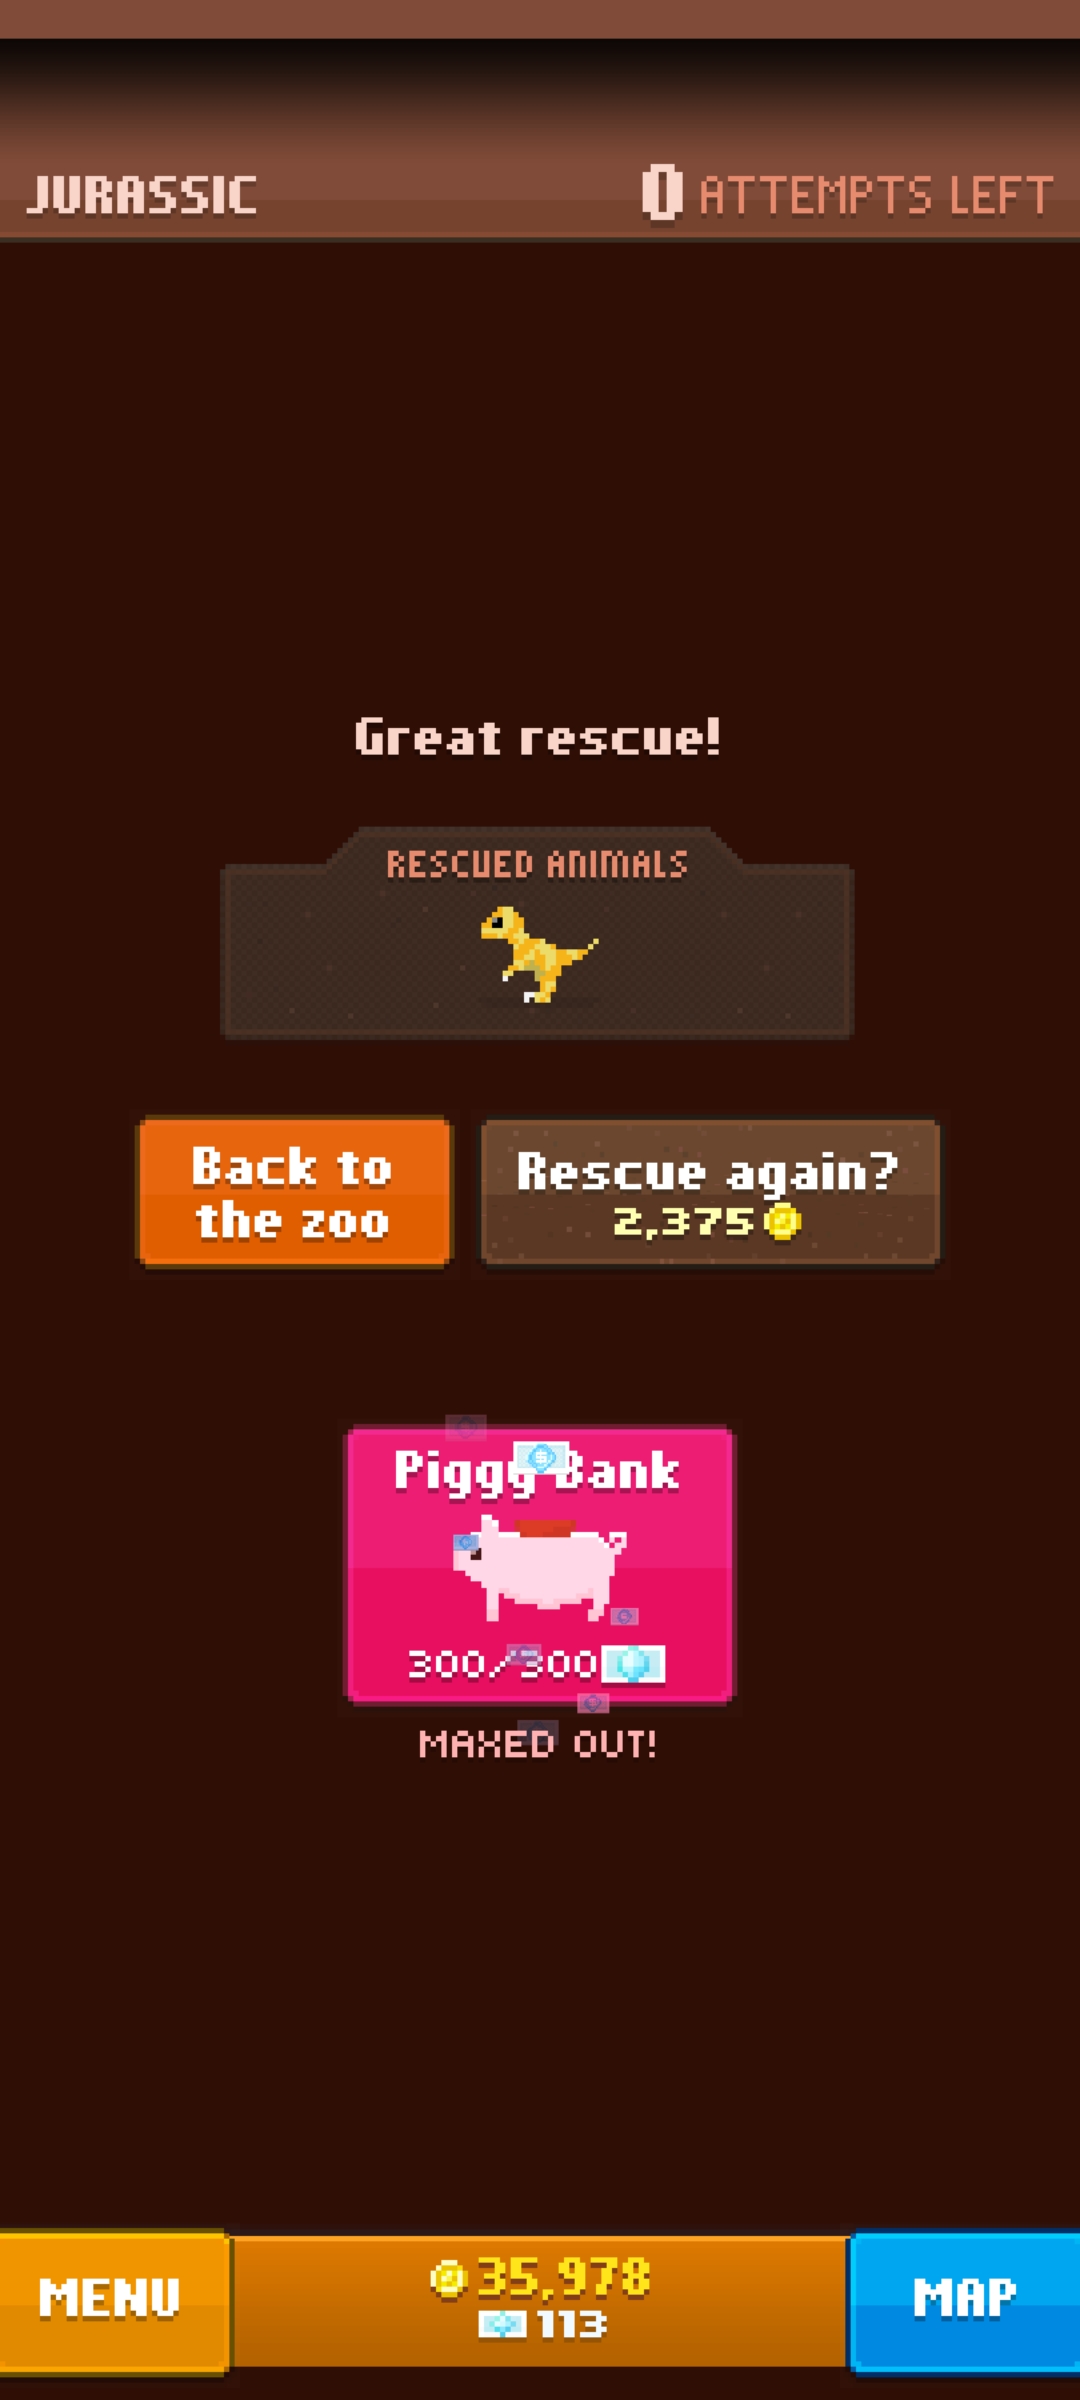 JURASSIC
0 ATTEMPTS LEFT
Great rescue!
RESCUED ANIMALS
Back to
the zoo
Rescue again?
2,375
Piggy Bank
300/300
MAXED OUT!
MENU
35,978
113
MAP